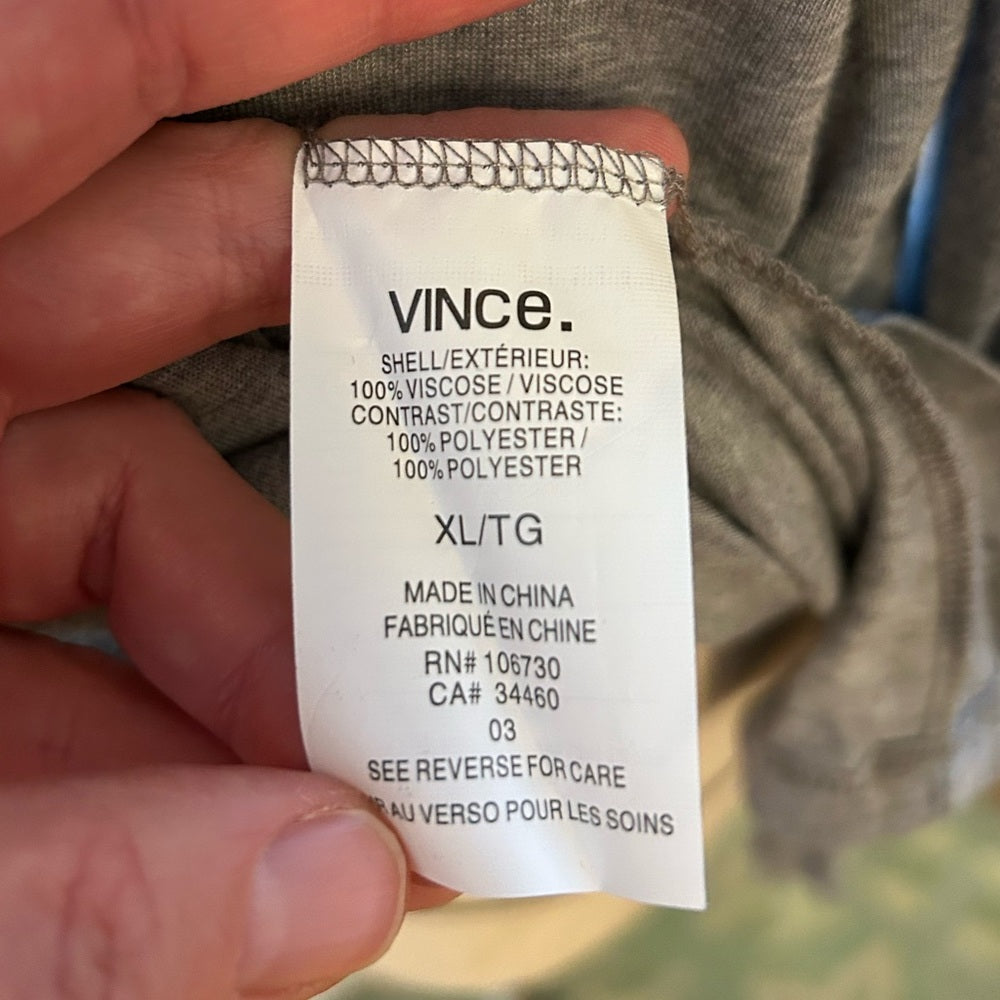 VINCe.
SHELL/EXTÉRIEUR:
100% VISCOSE / VISCOSE
CONTRAST/CONTRASTE:
100% POLYESTER /
100% POLYESTER
XL/TG
MADE IN CHINA
FABRIQUÉ EN CHINE
RN# 106730
CA# 34460
03
SEE REVERSE FOR CARE
AU VERSO POUR LES SOINS